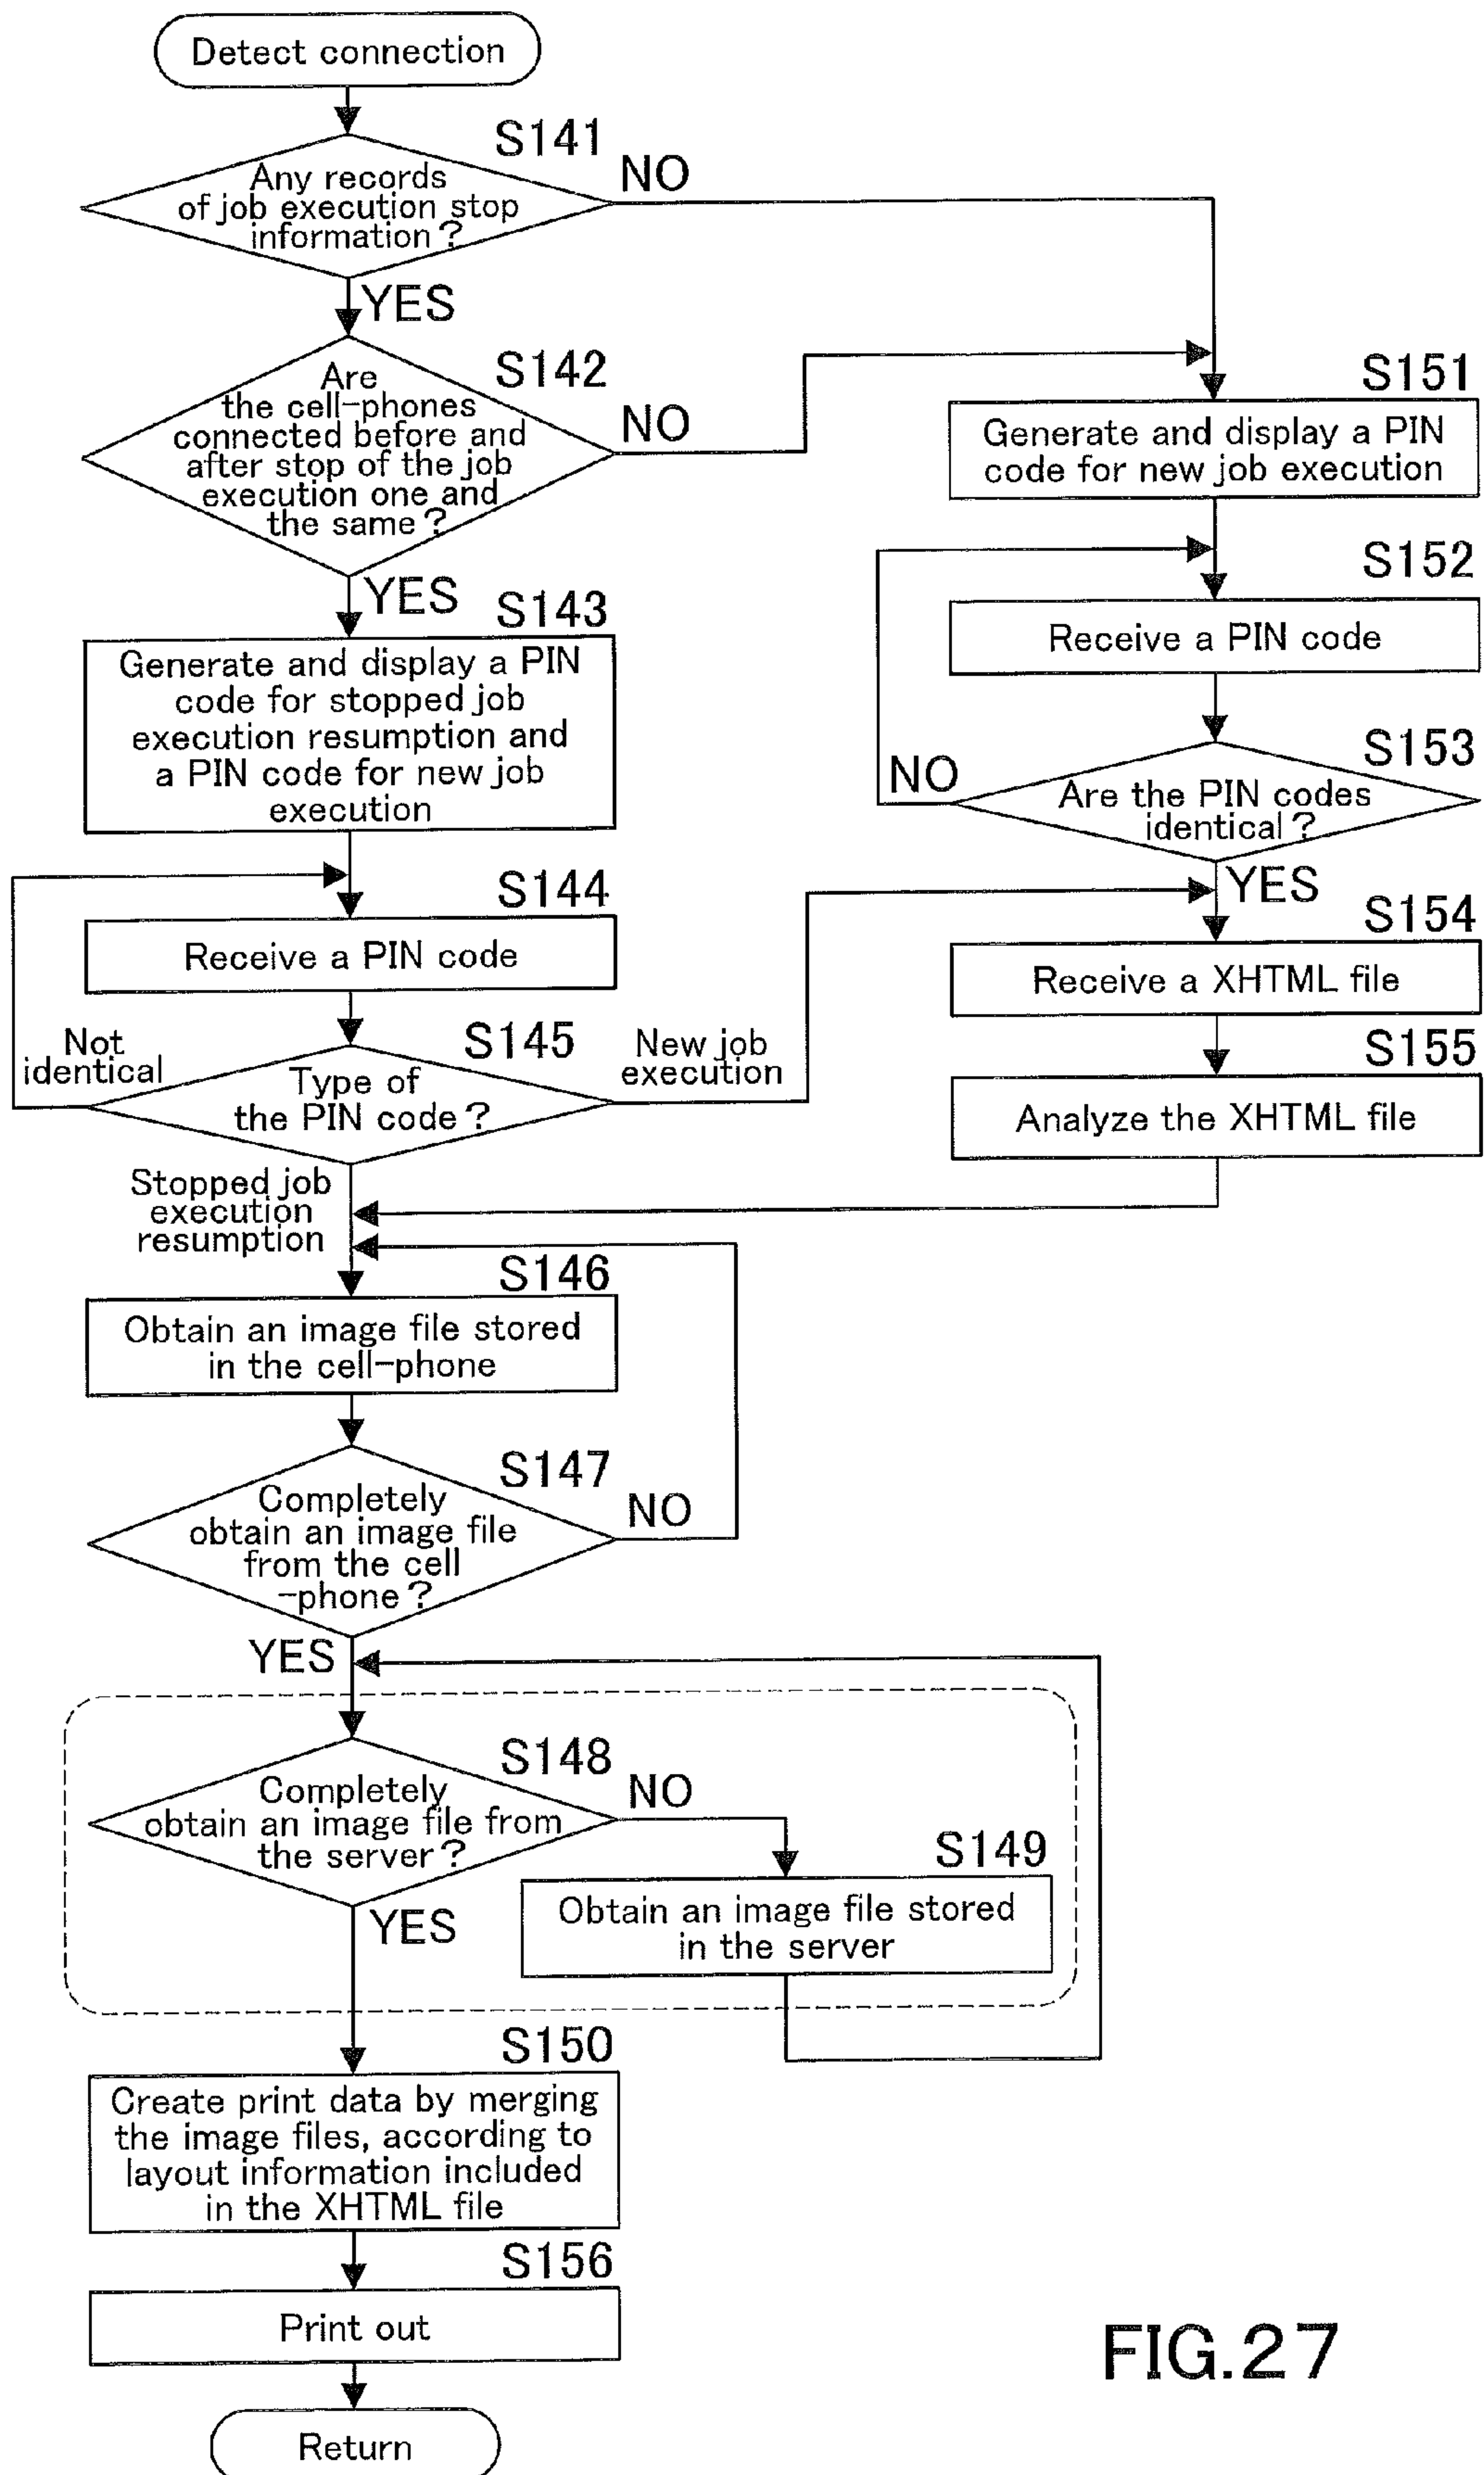 Detect connection
S141
Any records
of job execution stop
information?
NO
YES
S142
Are
the cell-phones
connected before and
after stop of the job
execution one and
the same?
NO
YES
S151
Generate and display a PIN
code for new job execution
S152
Receive a PIN code
S153
Are the PIN codes
identical?
NO
YES
S143
Generate and display a PIN
code for stopped job
execution resumption and
a PIN code for new job
execution
S144
Receive a PIN code
S145
Type of
the PIN code?
Not
identical
New job
execution
Stopped job
execution
resumption
S154
Receive a XHTML file
S155
Analyze the XHTML file
S146
Obtain an image file stored
in the cell-phone
S147
Completely
obtain an image file
from the cell
-phone?
NO
YES
S148
Completely
obtain an image file from
the server?
NO
YES
S149
Obtain an image file stored
in the server
S150
Create print data by merging
the image files, according to
layout information included
in the XHTML file
S156
Print out
Return
FIG.27